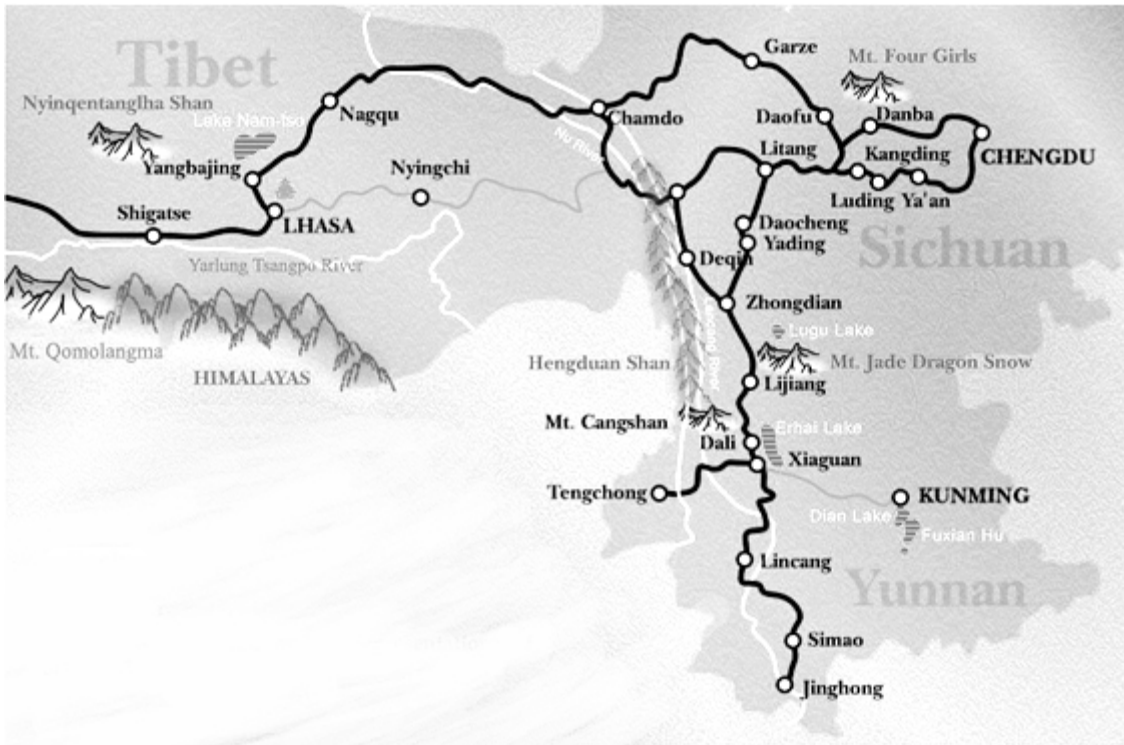 Garze
Tibet
Mt. Four Girls
Nyinqentanglha Shan
Nagqu
Lake Nam-tso
Chamdo
Daofu
Danba
Nu River
Litang
CHENGDU
Yangbajing
Nyingchi
Kangding
Luding Ya'an
Shigatse
LHASA
Daocheng
Yading
Sichuan
Yarlung Tsangpo River
Deqin
Zhongdian
Lugu Lake
Mt. Qomolangma
Hengduan Shan
Mt. Jade Dragon Snow
HIMALAYAS
Lijiang
Mt. Cangshan
Erhai Lake
Dali
Xiaguan
Tengchong
KUNMING
Dian Lake
Fuxian Hu
Lincang
Yunnan
Simao
Jinghong